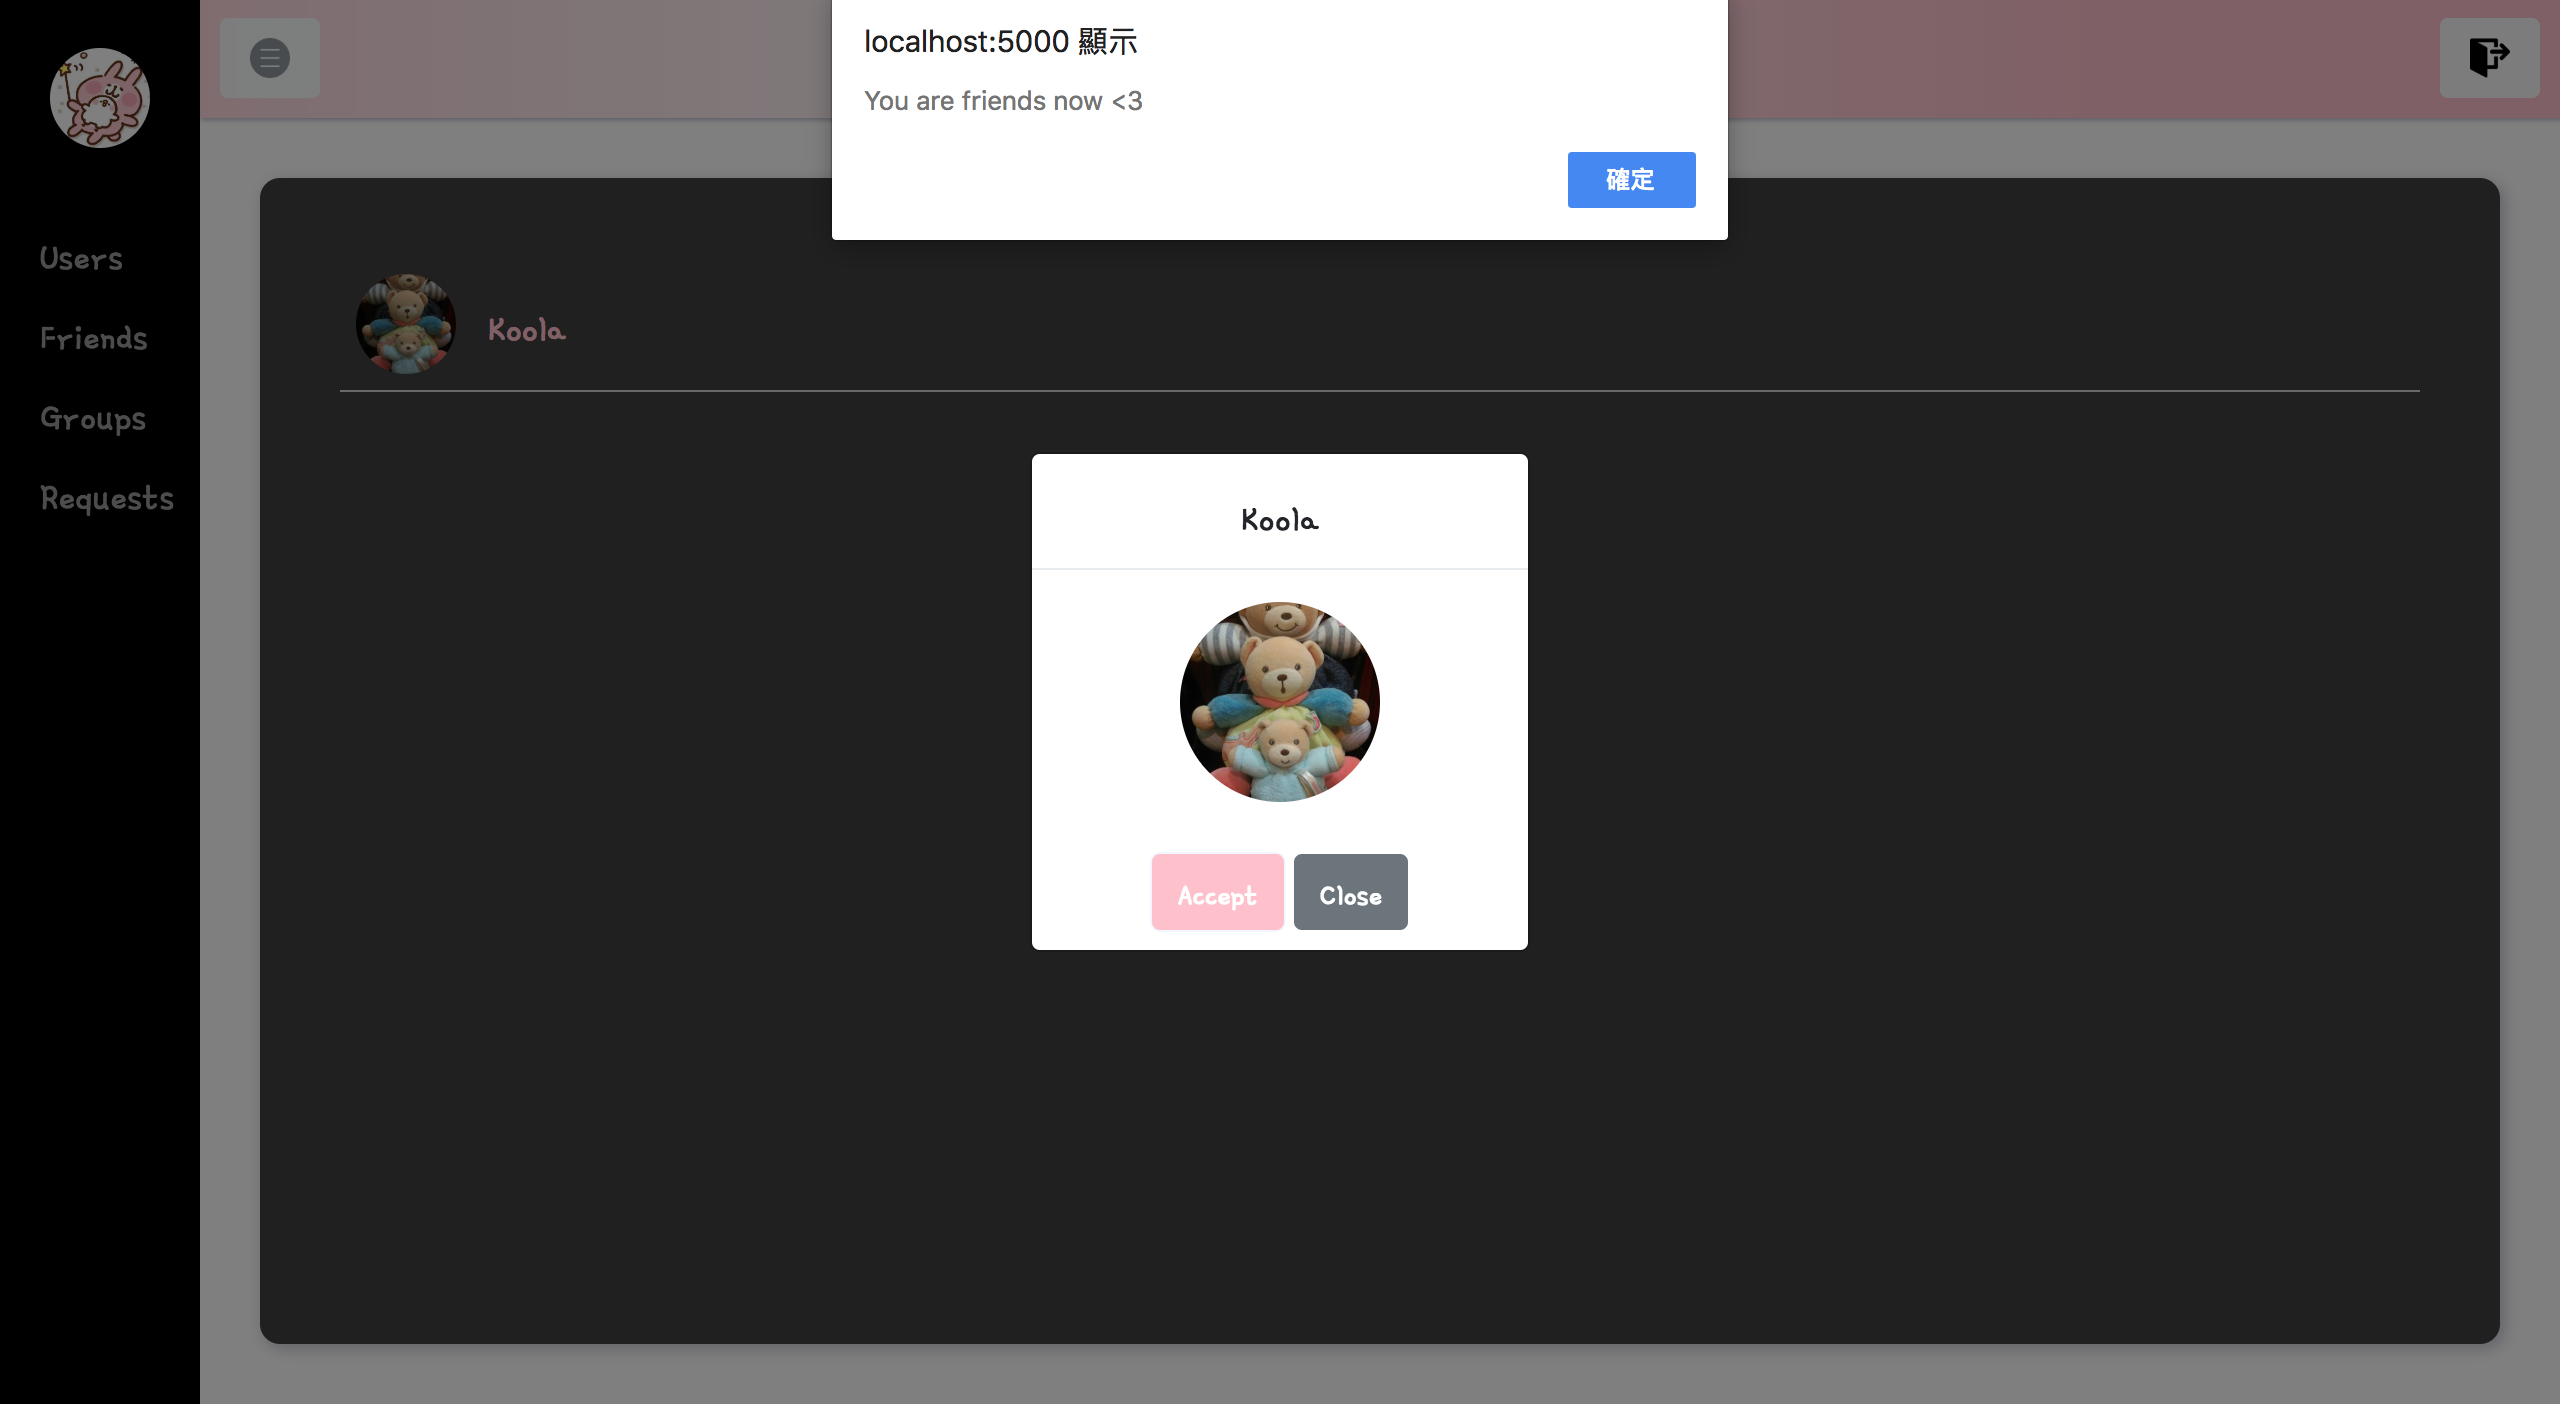 localhost:5000 顯示
You are friends now <3
確定
Users
Friends
Groups
Requests
Koola
Koola
Accept
Close